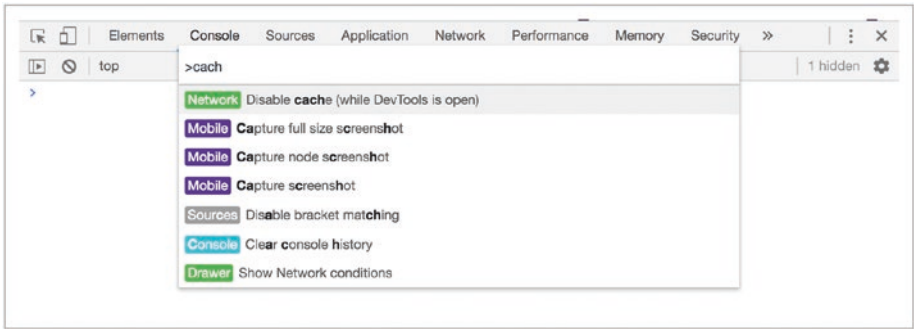 Elements Console Sources Application Network Performance Memory Security »
top 1 hidden
>cach
>
Network Disable cache (while DevTools is open)
Mobile Capture full size screenshot
Mobile Capture node screenshot
Mobile Capture screenshot
Sources Disable bracket matching
Console Clear console history
Drawer Show Network conditions